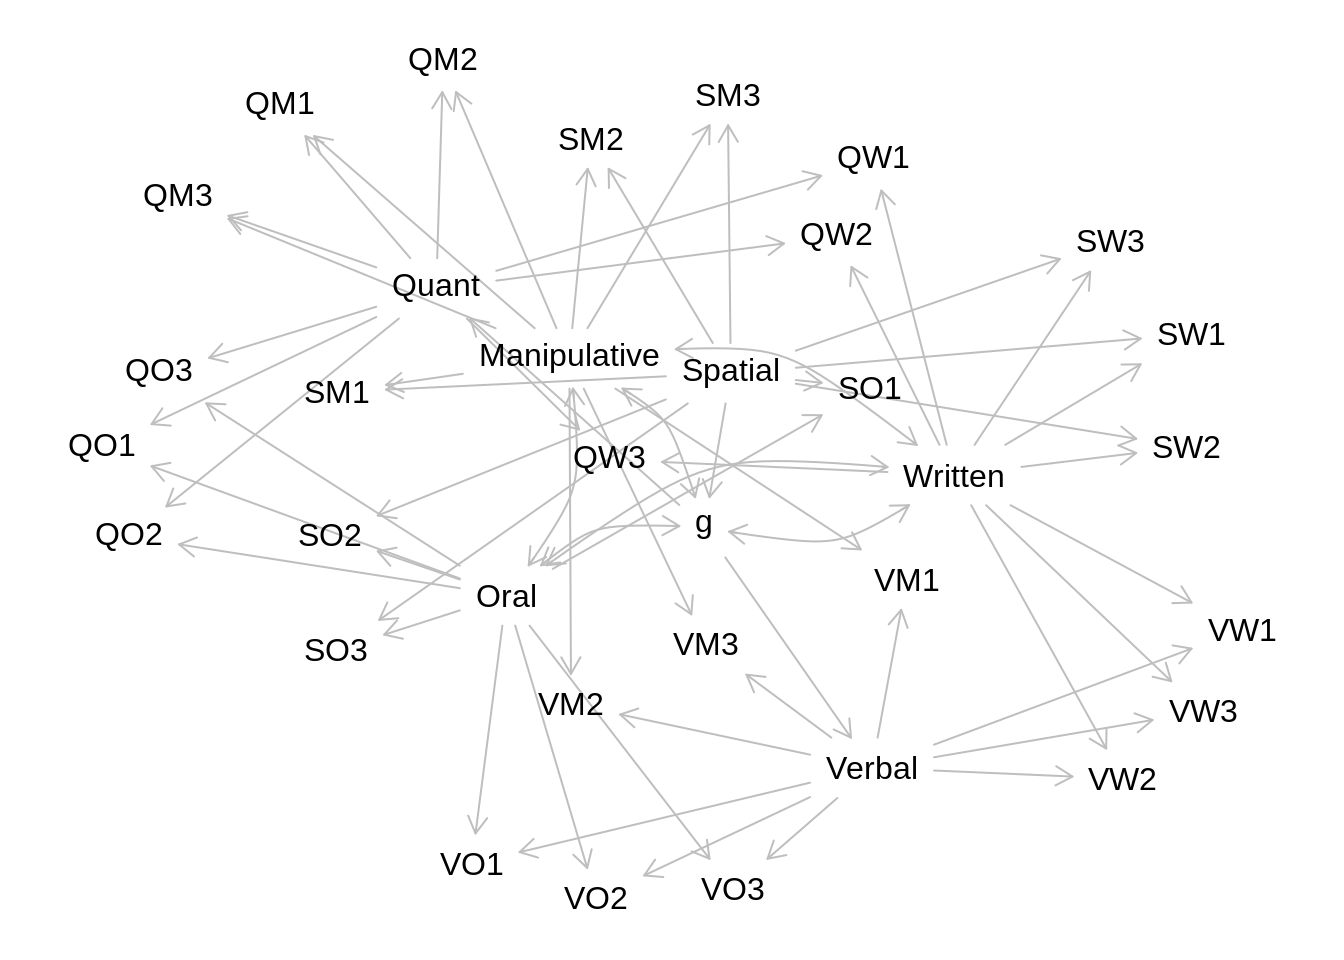 QM2
SM3
QM1
SM2
QW1
QM3
QW2
SW3
Quant
SW1
Manipulative
QO3
Spatial
SO1
SM1
QO1
SW2
QW3
Written
g
QO2
SO2
VM1
Oral
VW1
VM3
SO3
VM2
VW3
Verbal
VW2
VO1
VO3
VO2